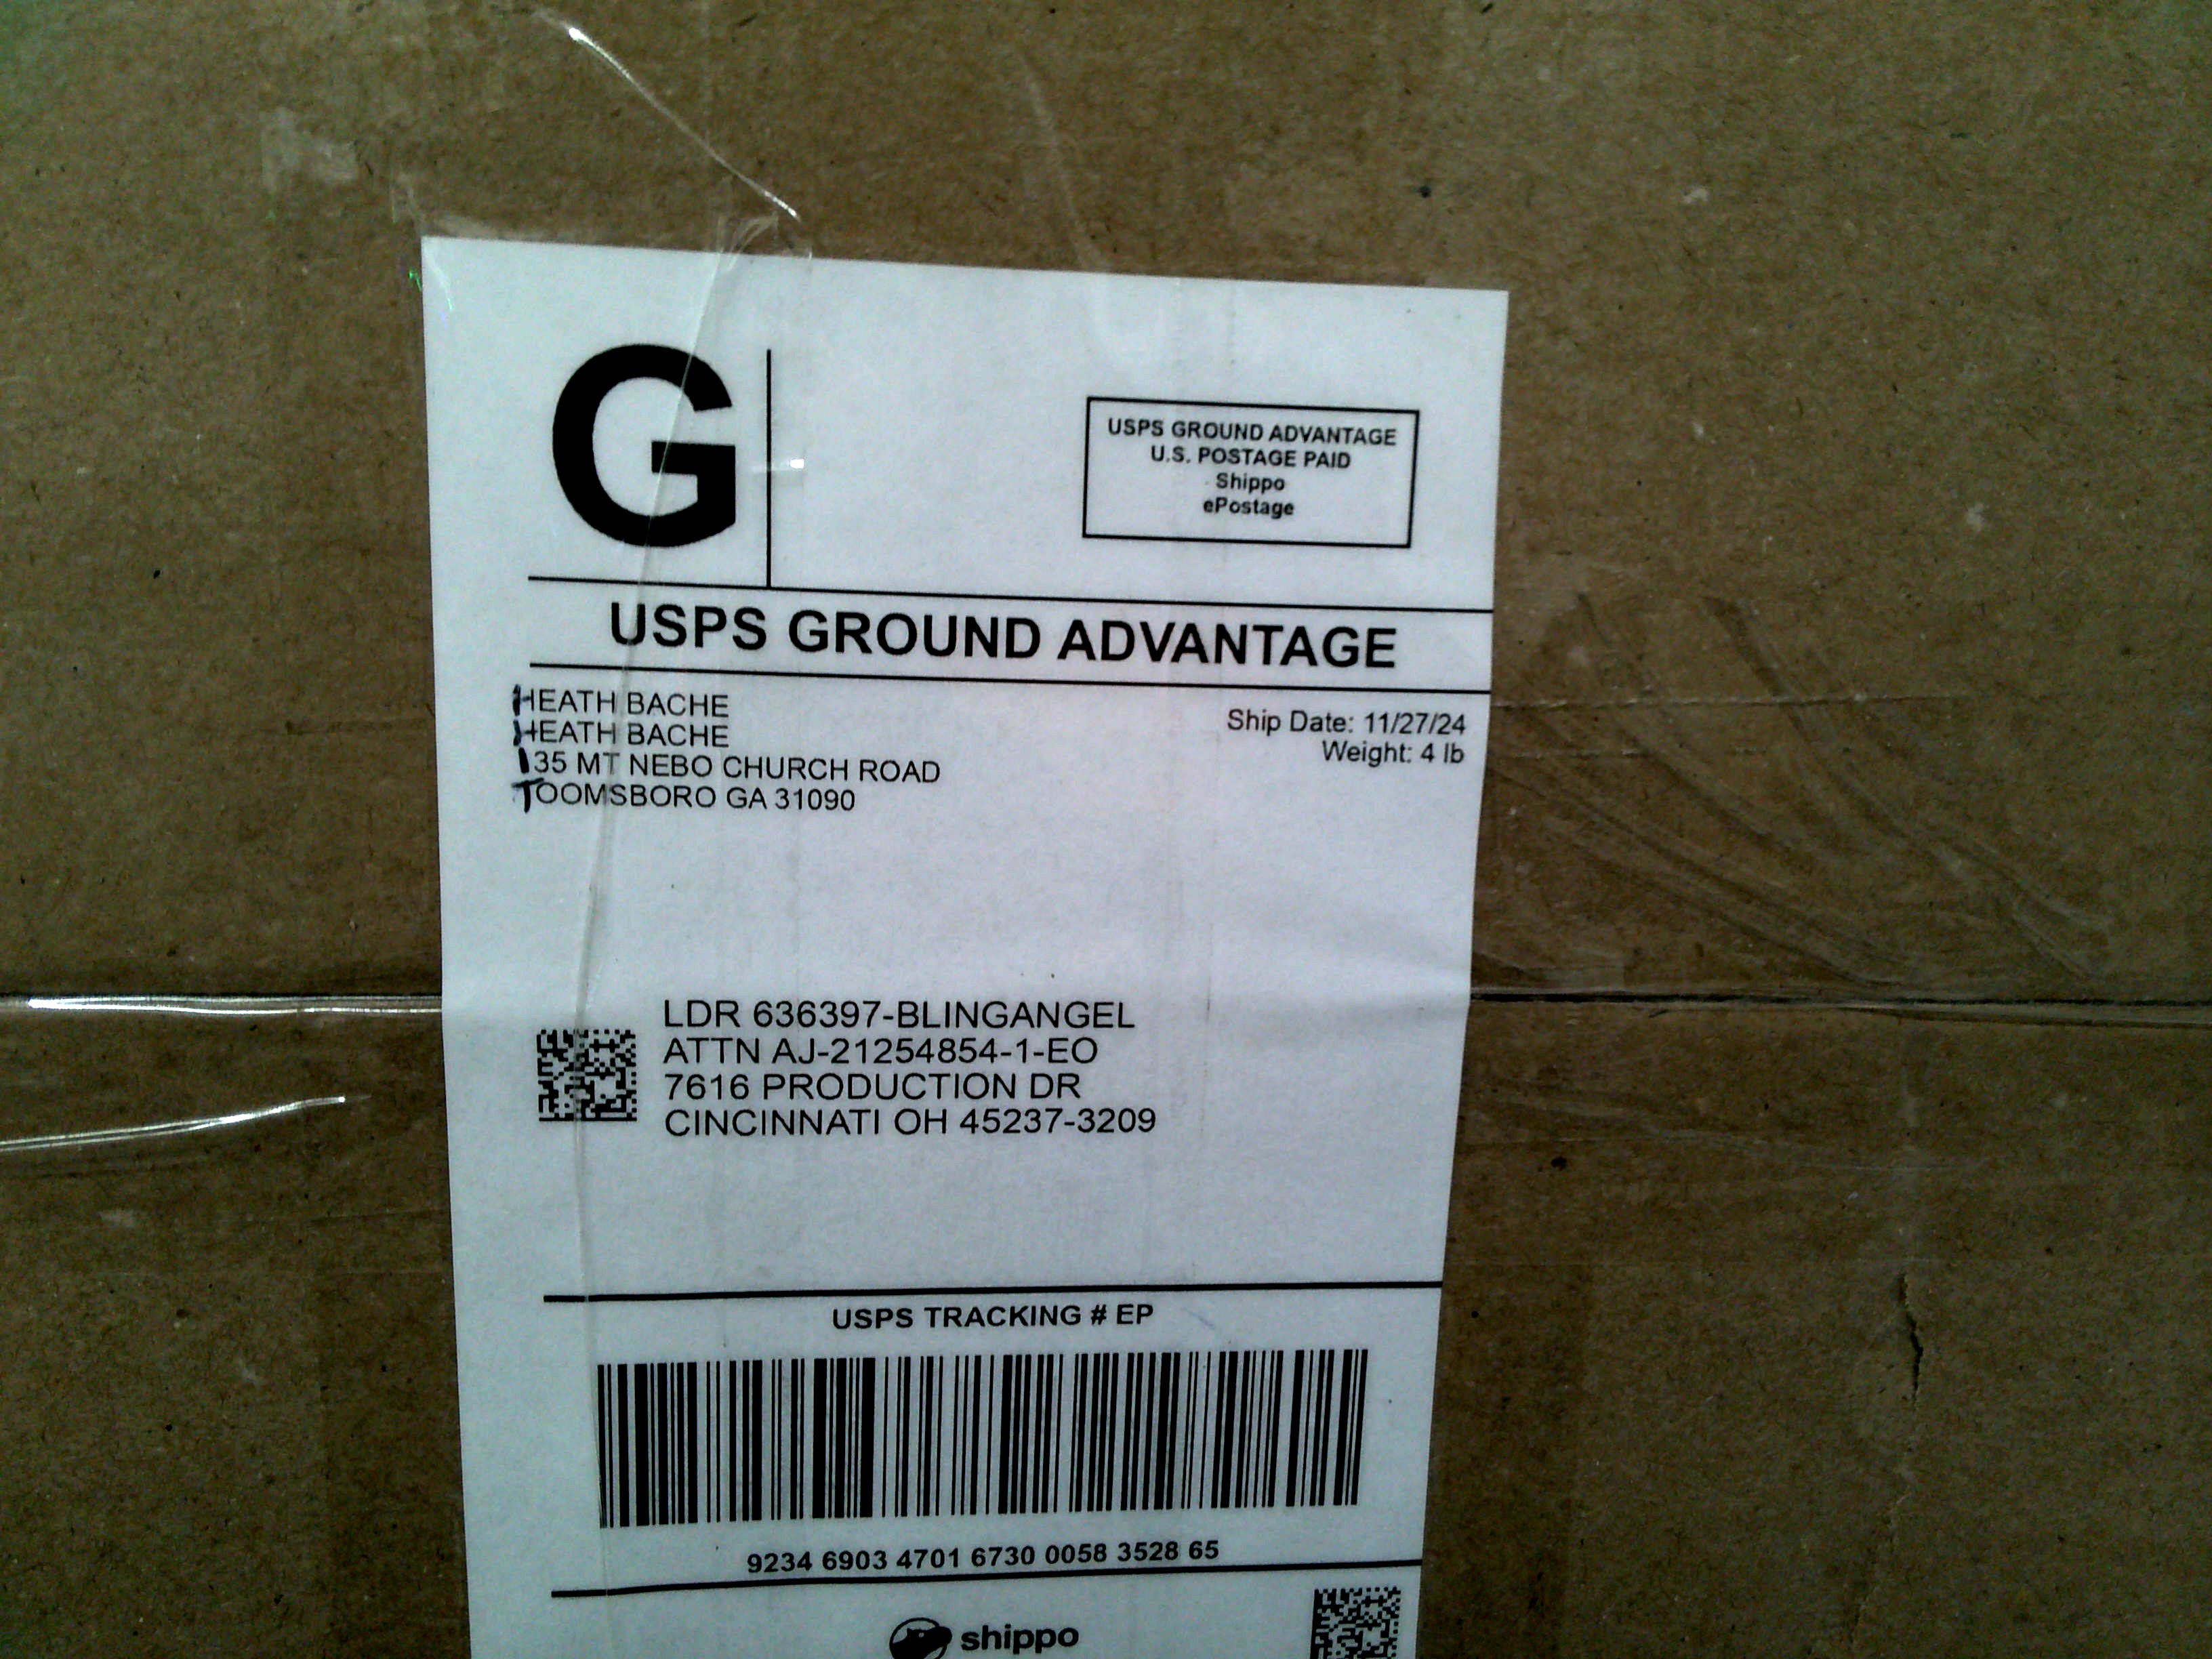 G
USPS GROUND ADVANTAGE
U.S. POSTAGE PAID
Shippo
ePostage
USPS GROUND ADVANTAGE
HEATH BACHE
HEATH BACHE
135 MT NEBO CHURCH ROAD
TOOMSBORO GA 31090
Ship Date: 11/27/24
Weight: 4 lb
LDR 636397-BLINGANGEL
ATTN AJ-21254854-1-EO
7616 PRODUCTION DR
CINCINNATI OH 45237-3209
USPS TRACKING # EP
9234 6903 4701 6730 0058 3528 65
shippo